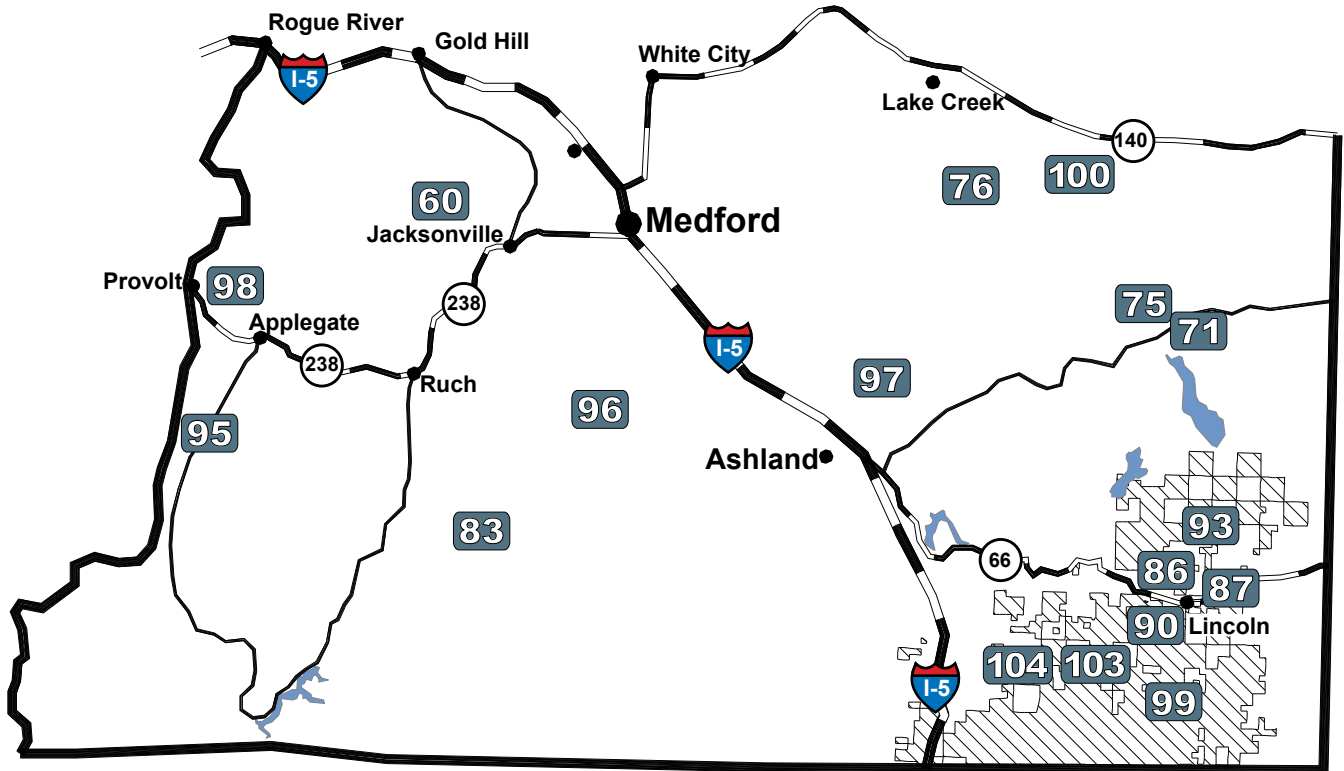 Rogue River
Gold Hill
I-5
White City
Lake Creek
140
100
76
60
Medford
Jacksonville
Provolt
98
238
75
71
Applegate
238
I-5
Ruch
97
96
95
Ashland
93
83
66
86
87
90
Lincoln
104
103
I-5
99